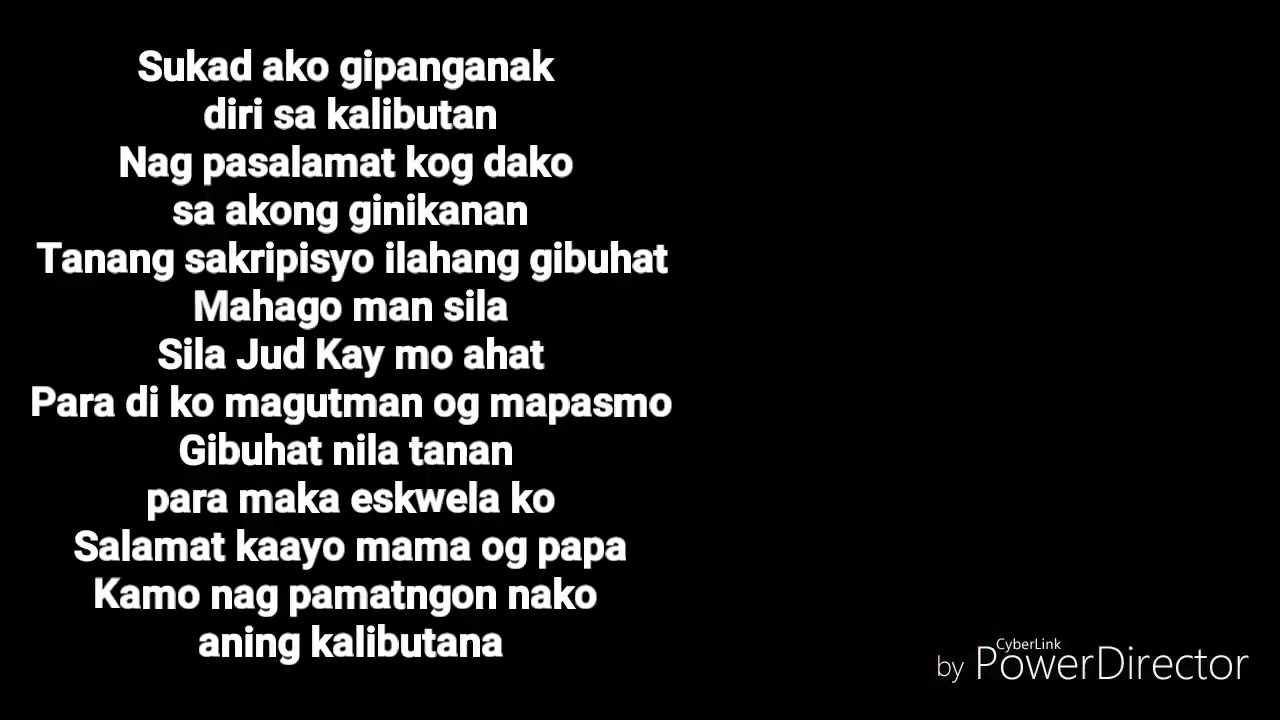 Sukad ako gipanganak
diri sa kalibutan
Nag pasalamat kog dako
sa akong ginikanan
Tanang sakripisyo ilahang gibuhat
Mahago man sila
Sila Jud Kay mo ahat
Para di ko magutman og mapasmo
Gibuhat nila tanan
para maka eskwela ko
Salamat kaayo mama og papa
Kamo nag pamatngon nako
aning kalibutana
CyberLink
by PowerDirector